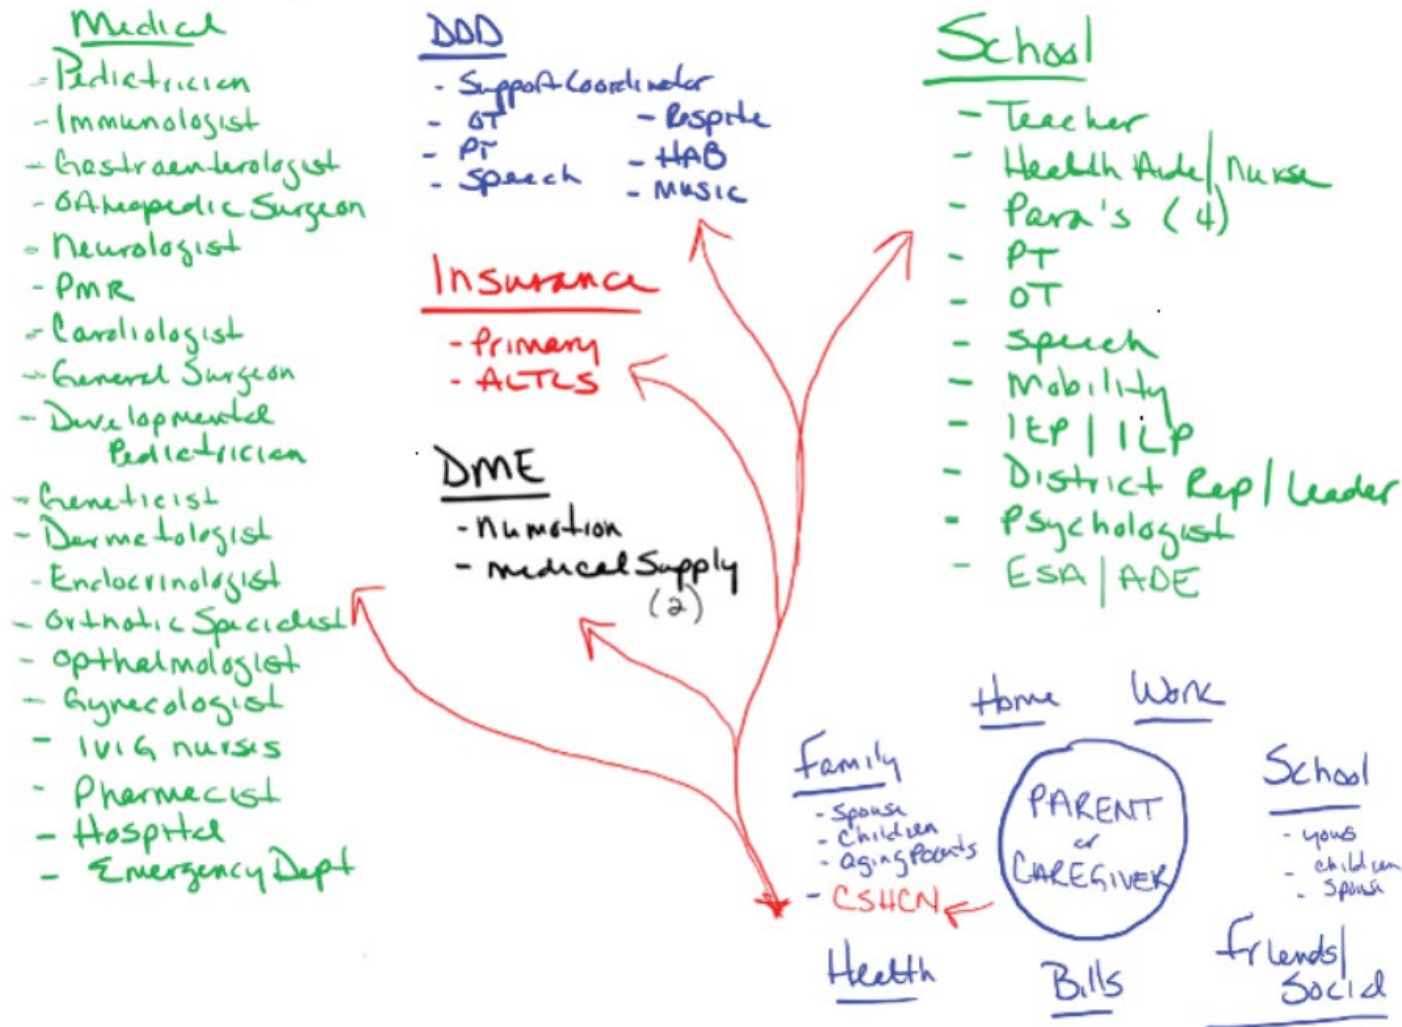 Medical
- Pediatrician
- Immunologist
- Gastroenterologist
- Orthopedic Surgeon
- Neurologist
- PMR
- Cardiologist
- General Surgeon
- Developmental
Pediatrician
- Geneticist
- Dermatologist
- Endocrinologist
- Orthotic Specialist
- Opthalmologist
- Gynecologist
- IVIG nurses
- Pharmacist
- Hospital
- Emergency Dept
DDD
- Support Coordinator
- OT
- PT
- Speech
- Respite
- HAB
- Music
Insurance
- Primary
- ALTCS
DME
- Numotion
- medical Supply
(2)
School
- Teacher
- Health Aide/Nurse
- Para's (4)
- PT
- OT
- Speech
- Mobility
- IEP | ILP
- District Rep / Leader
- Psychologist
- ESA | ADE
Home
Work
Family
- Spouse
- Children
- Aging Parents
- CSHCN
PARENT
or
CAREGIVER
School
- yours
- children
- spouse
Health
Bills
Friends/
Social